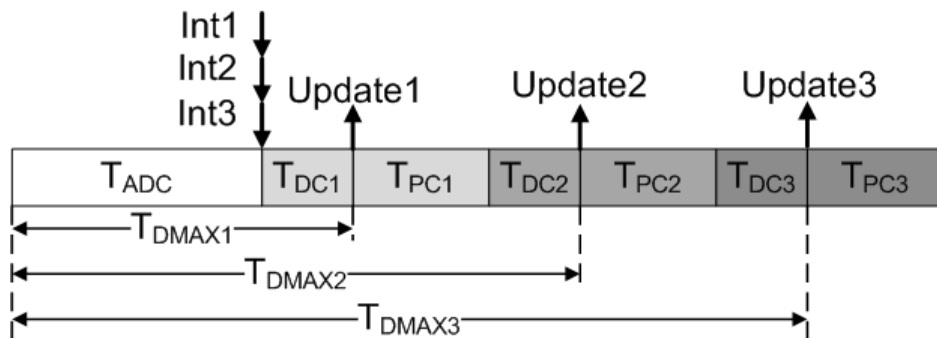 Int1
Int2
Int3
Update1
Update2
Update3
TADC
TDC1
TPC1
TDC2
TPC2
TDC3
TPC3
TDMAX1
TDMAX2
TDMAX3